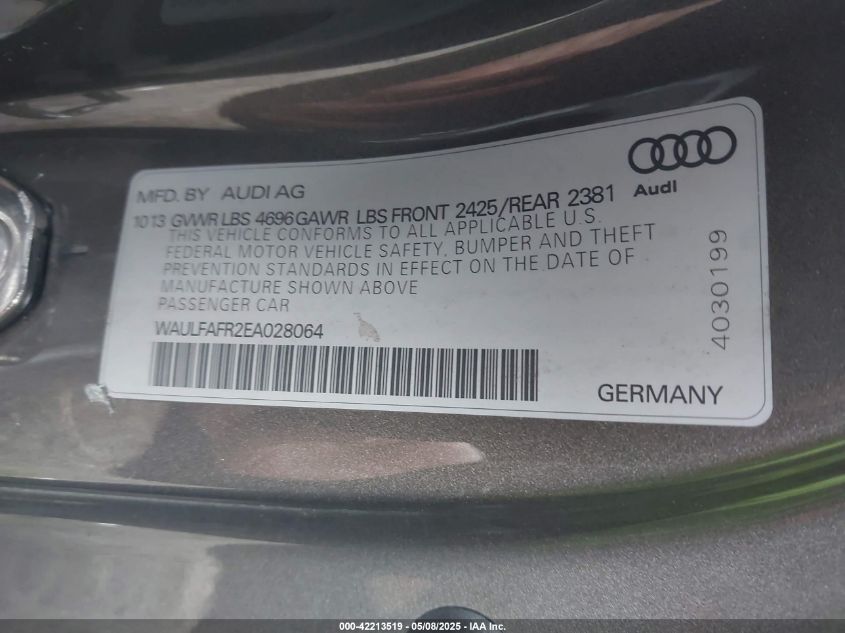 MFD. BY AUDI AG
Audi
1013 GVWR LBS 4696 GAWR LBS FRONT 2425/REAR 2381
THIS VEHICLE CONFORMS TO ALL APPLICABLE U.S.
FEDERAL MOTOR VEHICLE SAFETY, BUMPER AND THEFT
PREVENTION STANDARDS IN EFFECT ON THE DATE OF
MANUFACTURE SHOWN ABOVE
PASSENGER CAR
WAULFAFR2EA028064
GERMANY
4030199
000-42213519 - 05/08/2025 - IAA Inc.